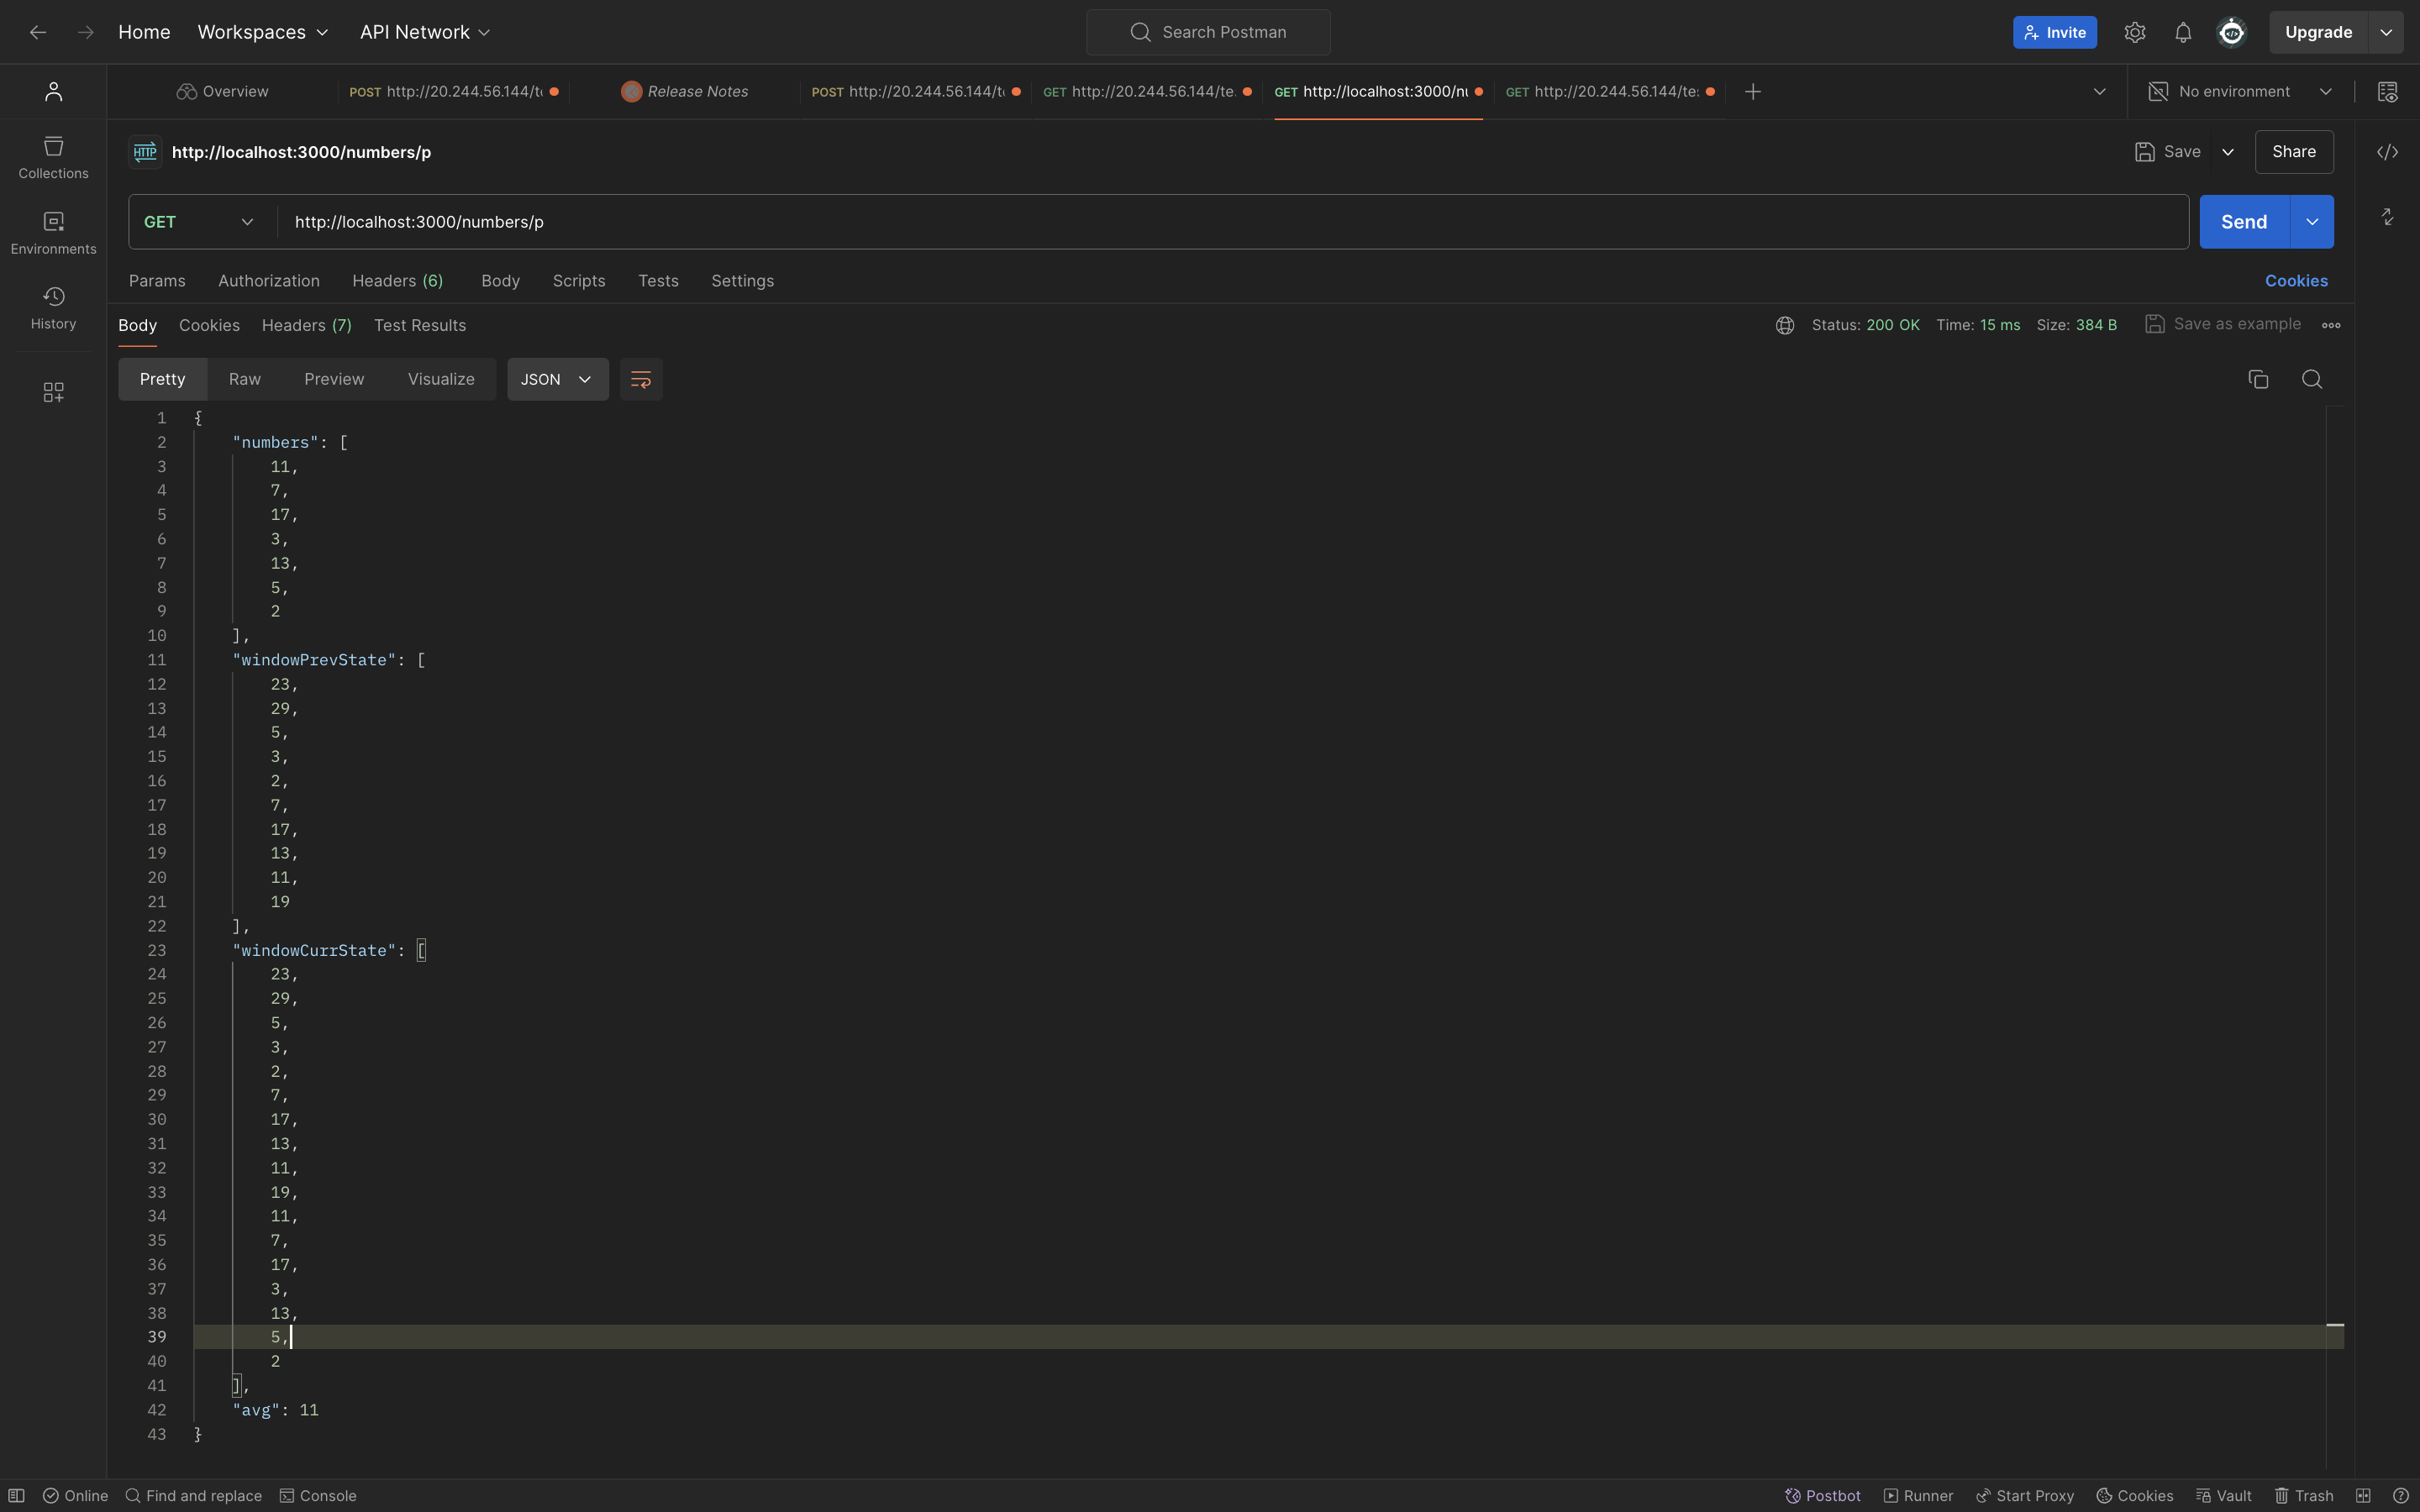 Home Workspaces API Network Search Postman Invite Upgrade
Overview POST http://20.244.56.144/t Release Notes POST http://20.244.56.144/t GET http://20.244.56.144/te GET http://localhost:3000/nu GET http://20.244.56.144/tes No environment
HTTP http://localhost:3000/numbers/p Save Share
Collections
Environments
History
GET http://localhost:3000/numbers/p Send
Params Authorization Headers (6) Body Scripts Tests Settings Cookies
Body Cookies Headers (7) Test Results Status: 200 OK Time: 15 ms Size: 384 B Save as example
Pretty Raw Preview Visualize JSON
1 {
2 "numbers": [
3 11,
4 7,
5 17,
6 3,
7 13,
8 5,
9 2
10 ],
11 "windowPrevState": [
12 23,
13 29,
14 5,
15 3,
16 2,
17 7,
18 17,
19 13,
20 11,
21 19
22 ],
23 "windowCurrState": [
24 23,
25 29,
26 5,
27 3,
28 2,
29 7,
30 17,
31 13,
32 11,
33 19,
34 11,
35 7,
36 17,
37 3,
38 13,
39 5,
40 2
41 ],
42 "avg": 11
43 }
Online Find and replace Console Postbot Runner Start Proxy Cookies Vault Trash